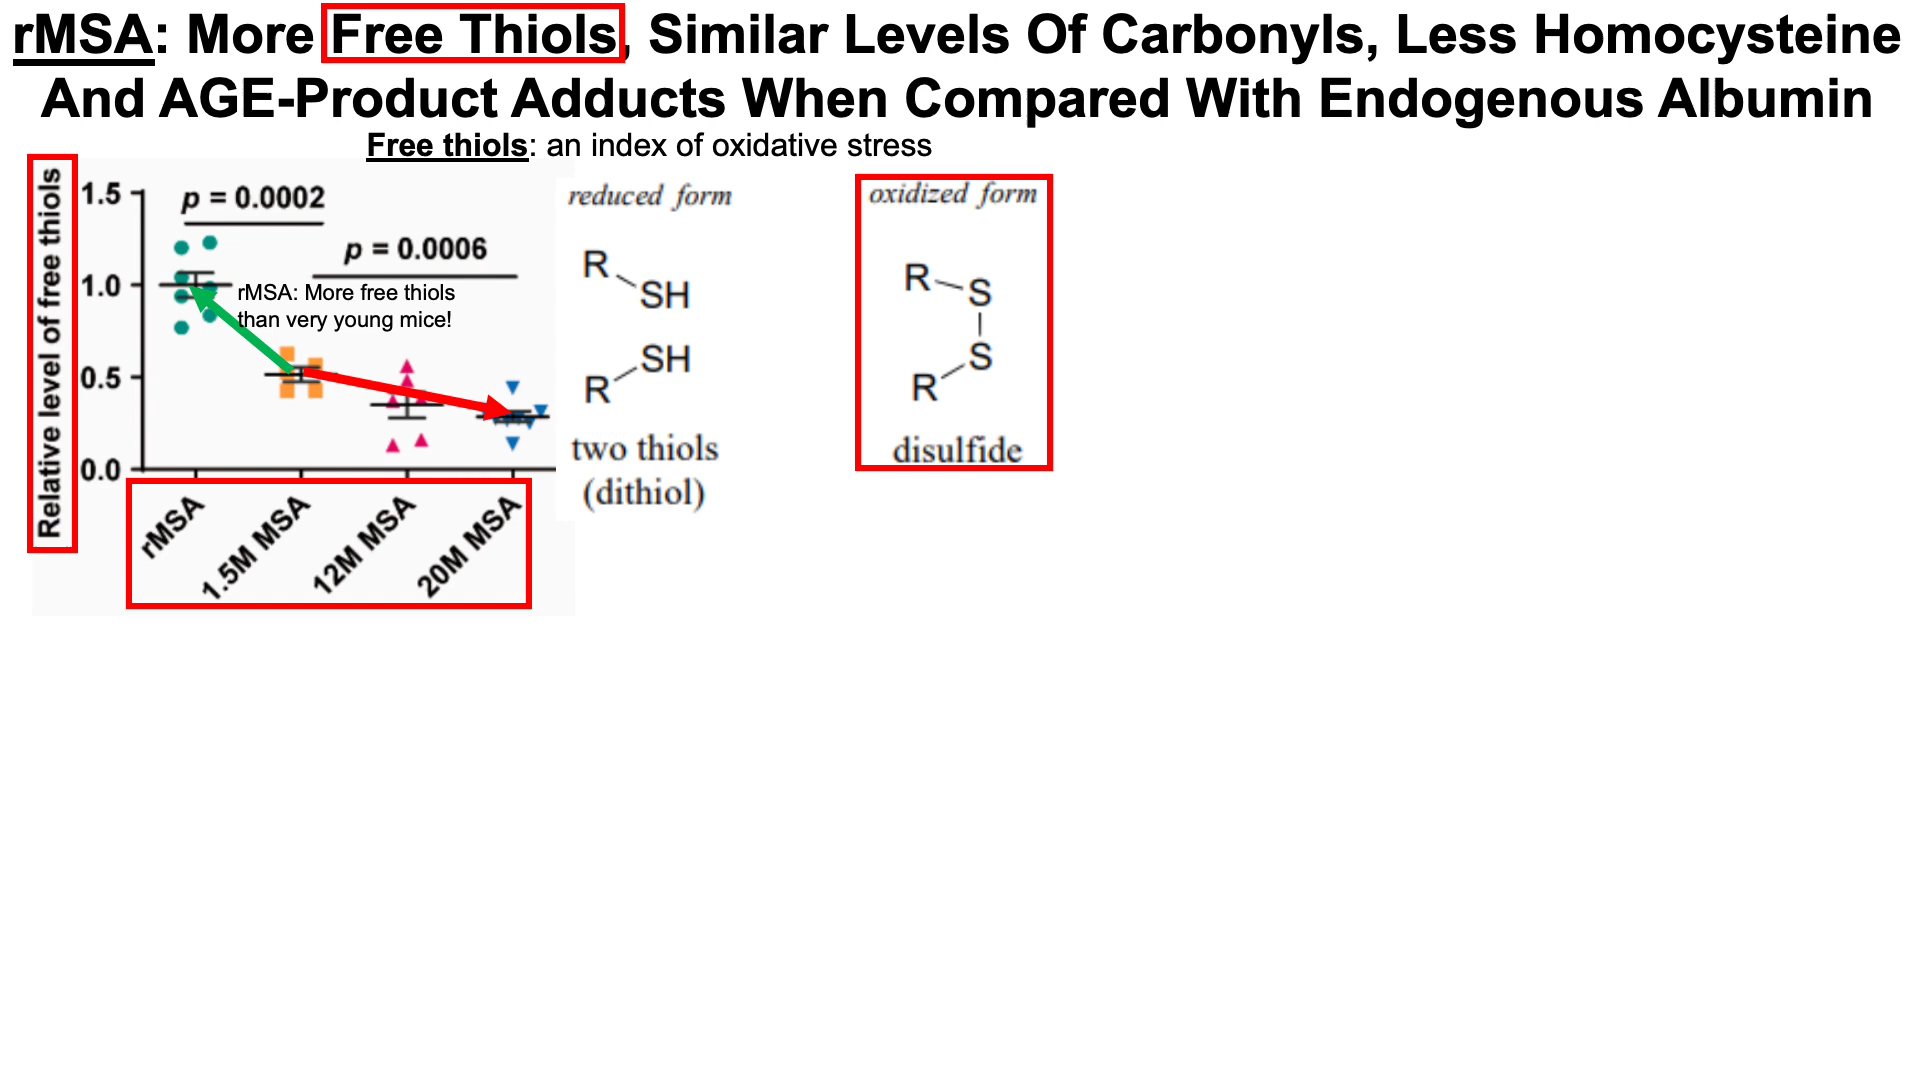 rMSA: More Free Thiols, Similar Levels Of Carbonyls, Less Homocysteine
And AGE-Product Adducts When Compared With Endogenous Albumin
Free thiols: an index of oxidative stress
Relative level of free thiols
1.5
1.0
0.5
0.0
p = 0.0002
p = 0.0006
rMSA: More free thiols
than very young mice!
rMSA
1.5M MSA
12M MSA
20M MSA
reduced form
R
SH
SH
R
two thiols
(dithiol)
oxidized form
R
S
S
R
disulfide